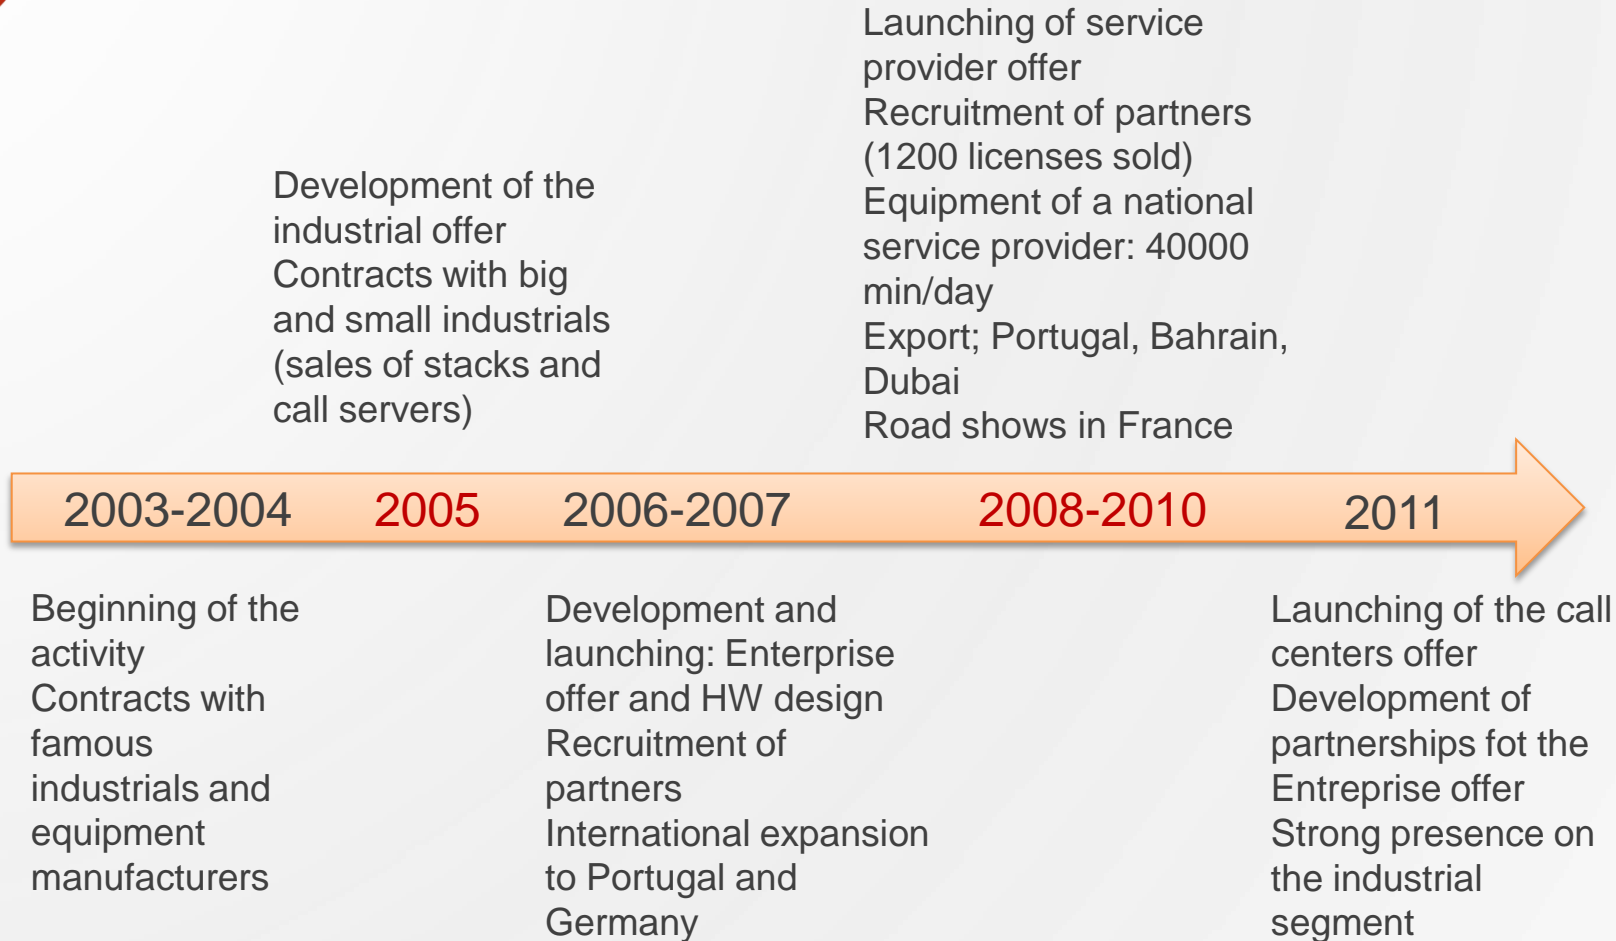 Launching of service
provider offer
Recruitment of partners
(1200 licenses sold)
Equipment of a national
service provider: 40000
min/day
Export; Portugal, Bahrain,
Dubai
Road shows in France
Development of the
industrial offer
Contracts with big
and small industrials
(sales of stacks and
call servers)
2003-2004 2005 2006-2007 2008-2010 2011
Beginning of the
activity
Contracts with
famous
industrials and
equipment
manufacturers
Development and
launching: Enterprise
offer and HW design
Recruitment of
partners
International expansion
to Portugal and
Germany
Launching of the call
centers offer
Development of
partnerships fot the
Entreprise offer
Strong presence on
the industrial
segment